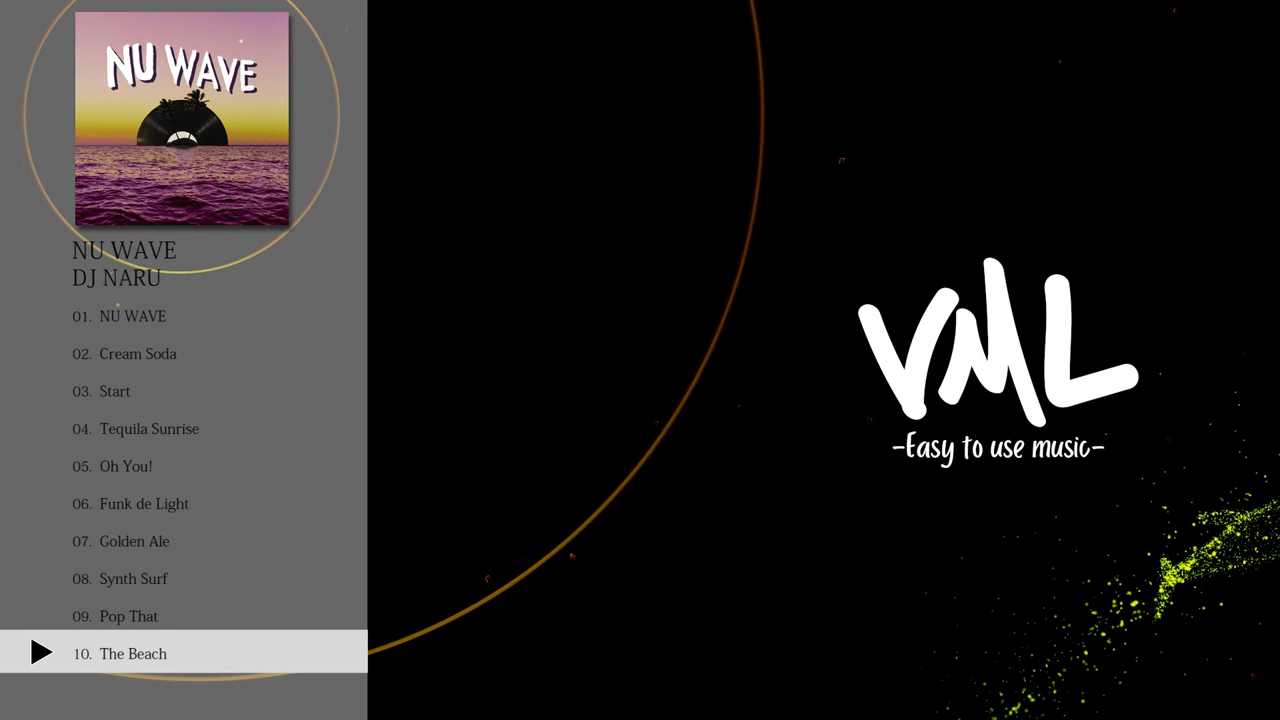 NU WAVE
NU WAVE
DJ NARU
01. NU WAVE
02. Cream Soda
03. Start
04. Tequila Sunrise
05. Oh You!
06. Funk de Light
07. Golden Ale
08. Synth Surf
09. Pop That
10. The Beach
VML
-Easy to use music-